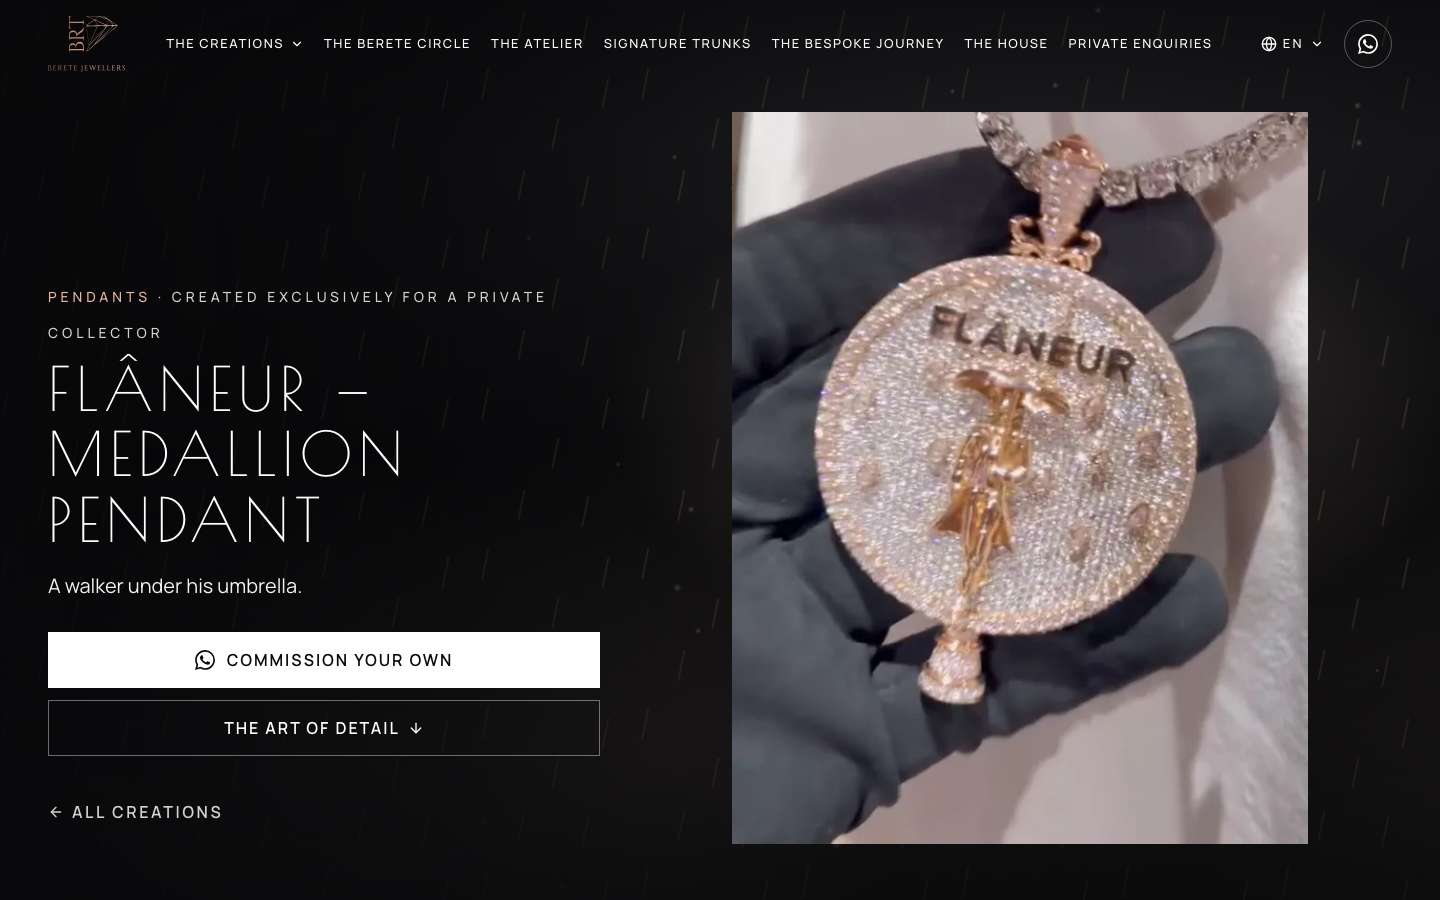 BRT
BERETE JEWELLERS
THE CREATIONS
THE BERETE CIRCLE
THE ATELIER
SIGNATURE TRUNKS
THE BESPOKE JOURNEY
THE HOUSE
PRIVATE ENQUIRIES
EN
PENDANTS · CREATED EXCLUSIVELY FOR A PRIVATE
COLLECTOR
FLÂNEUR –
MEDALLION
PENDANT
A walker under his umbrella.
COMMISSION YOUR OWN
THE ART OF DETAIL ↓
← ALL CREATIONS
FLÂNEUR